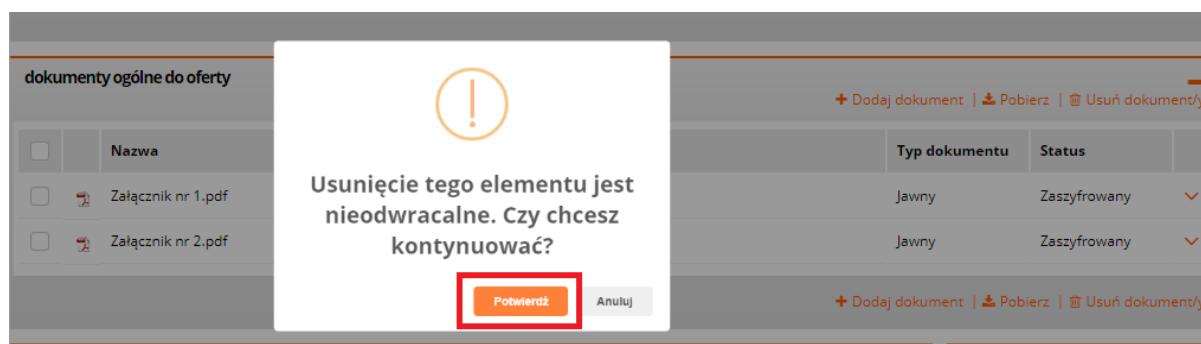 dokumenty ogólne do oferty
+ Dodaj dokument | Pobierz | Usuń dokument/y
Nazwa Typ dokumentu Status
Załącznik nr 1.pdf Jawny Zaszyfrowany
Załącznik nr 2.pdf Jawny Zaszyfrowany
Usunięcie tego elementu jest
nieodwracalne. Czy chcesz
kontynuować?
Potwierdź Anuluj
+ Dodaj dokument | Pobierz | Usuń dokument/y